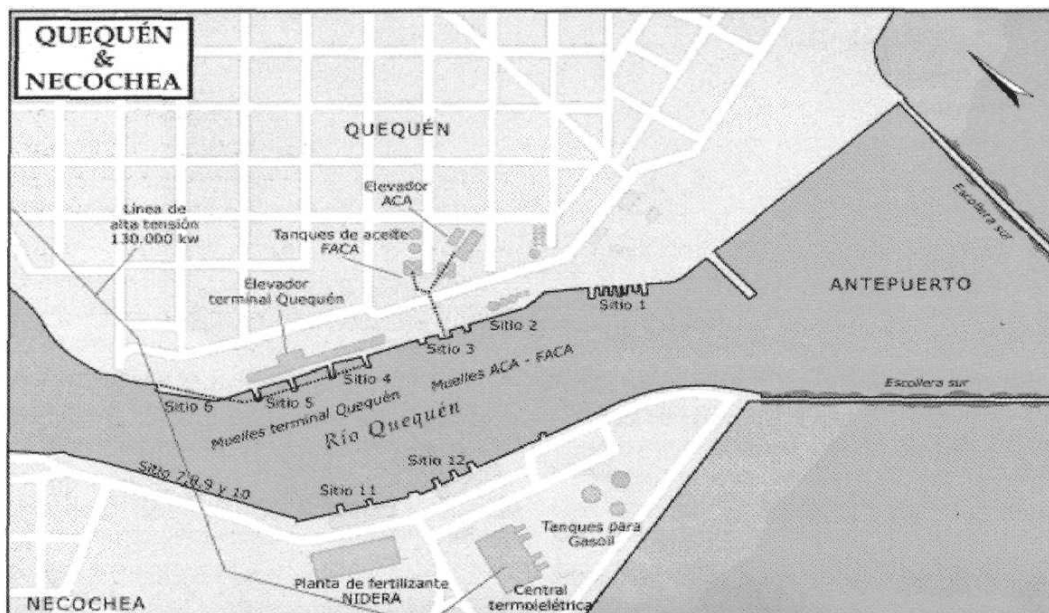 QUEQUÉN
&
NECOCHEA
QUEQUÉN
Elevador
ACA
Línea de
alta tensión
130.000 kw
Tanques de aceite
FACA
Elevador
terminal Quequén
Escollera sur
ANTEPUERTO
Sitio 1
Sitio 2
Sitio 3
Sitio 4
Sitio 5
Sitio 6
Muelles ACA - FACA
Muelles terminal Quequén
Río Quequén
Escollera sur
Sitio 7,8,9 y 10
Sitio 11
Sitio 12
Tanques para
Gasoil
Planta de fertilizante
NIDERA
Central
termoielétrica
NECOCHEA